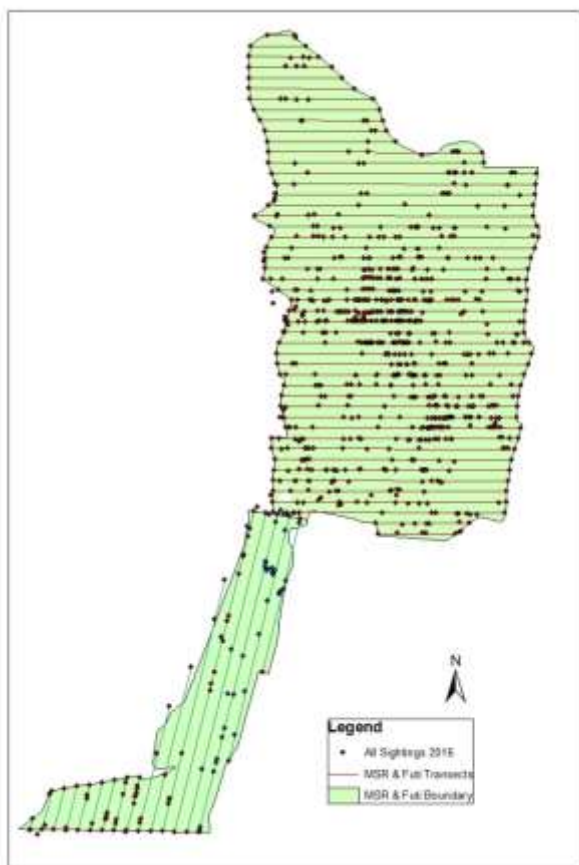 N
Legend
All Sightings 2016
MSR & Futi Transects
MSR & Futi Boundary